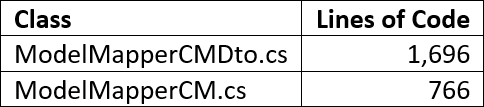 Class Lines of Code
ModelMapperCMDto.cs 1,696
ModelMapperCM.cs 766